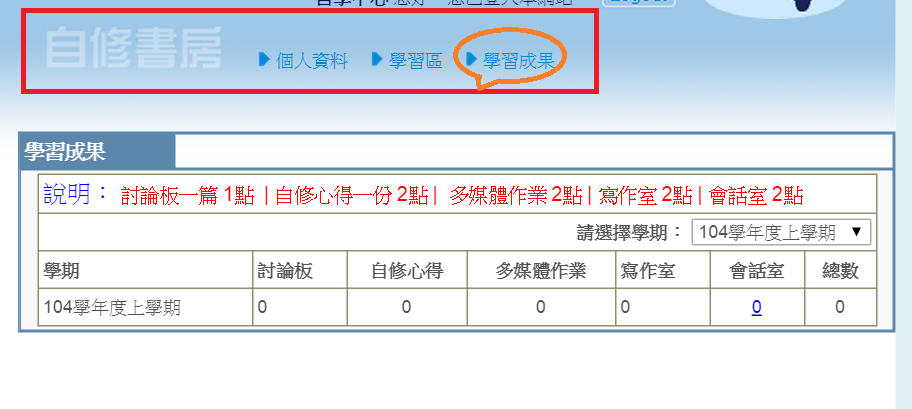 自修書房
個人資料 學習區 學習成果
學習成果
說明： 討論板一篇 1點 | 自修心得一份 2點 | 多媒體作業 2點 | 寫作室 2點 | 會話室 2點
請選擇學期： 104學年度上學期
學期 討論板 自修心得 多媒體作業 寫作室 會話室 總數
104學年度上學期 0 0 0 0 0 0